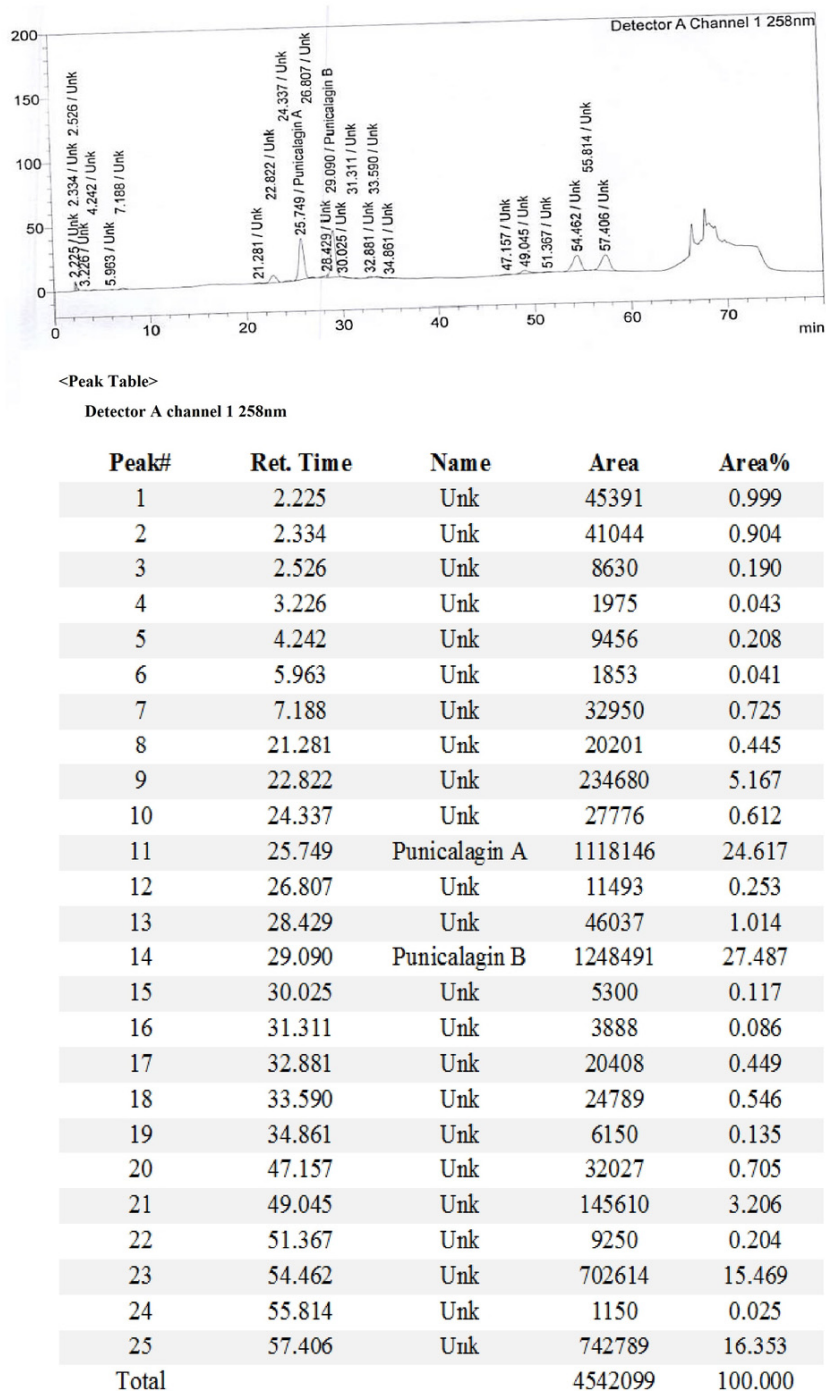 Detector A Channel 1 258nm
200
150
100
50
0
2.225 / Unk
2.334 / Unk
2.526 / Unk
3.226 / Unk
4.242 / Unk
5.963 / Unk
7.188 / Unk
21.281 / Unk
22.822 / Unk
24.337 / Unk
25.749 / Punicalagin A
26.807 / Unk
28.429 / Unk
29.090 / Punicalagin B
30.025 / Unk
31.311 / Unk
32.881 / Unk
33.590 / Unk
34.861 / Unk
47.157 / Unk
49.045 / Unk
51.367 / Unk
54.462 / Unk
55.814 / Unk
57.406 / Unk
0 10 20 30 40 50 60 70 min
<Peak Table>
Detector A channel 1 258nm
Peak# Ret. Time Name Area Area%
1 2.225 Unk 45391 0.999
2 2.334 Unk 41044 0.904
3 2.526 Unk 8630 0.190
4 3.226 Unk 1975 0.043
5 4.242 Unk 9456 0.208
6 5.963 Unk 1853 0.041
7 7.188 Unk 32950 0.725
8 21.281 Unk 20201 0.445
9 22.822 Unk 234680 5.167
10 24.337 Unk 27776 0.612
11 25.749 Punicalagin A 1118146 24.617
12 26.807 Unk 11493 0.253
13 28.429 Unk 46037 1.014
14 29.090 Punicalagin B 1248491 27.487
15 30.025 Unk 5300 0.117
16 31.311 Unk 3888 0.086
17 32.881 Unk 20408 0.449
18 33.590 Unk 24789 0.546
19 34.861 Unk 6150 0.135
20 47.157 Unk 32027 0.705
21 49.045 Unk 145610 3.206
22 51.367 Unk 9250 0.204
23 54.462 Unk 702614 15.469
24 55.814 Unk 1150 0.025
25 57.406 Unk 742789 16.353
Total 4542099 100.000